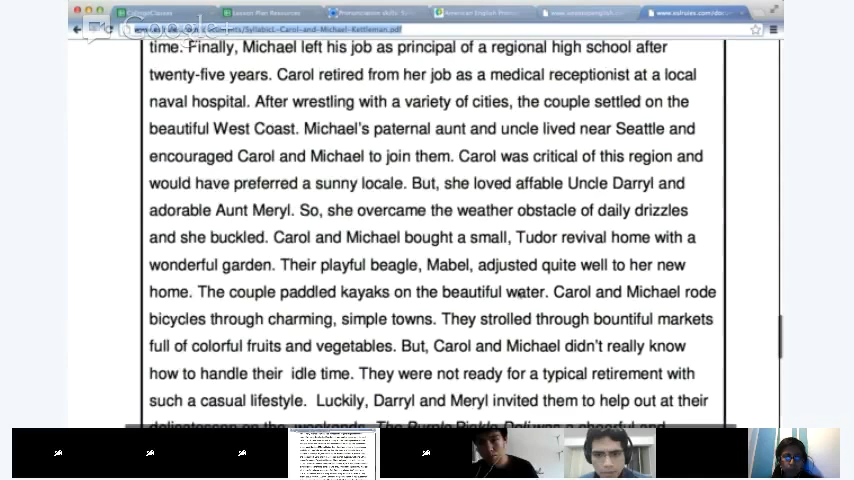 Lesson Plan Resources
American English Pronu
Google
time. Finally, Michael left his job as principal of a regional high school after
twenty-five years. Carol retired from her job as a medical receptionist at a local
naval hospital. After wrestling with a variety of cities, the couple settled on the
beautiful West Coast. Michael's paternal aunt and uncle lived near Seattle and
encouraged Carol and Michael to join them. Carol was critical of this region and
would have preferred a sunny locale. But, she loved affable Uncle Darryl and
adorable Aunt Meryl. So, she overcame the weather obstacle of daily drizzles
and she buckled. Carol and Michael bought a small, Tudor revival home with a
wonderful garden. Their playful beagle, Mabel, adjusted quite well to her new
home. The couple paddled kayaks on the beautiful water. Carol and Michael rode
bicycles through charming, simple towns. They strolled through bountiful markets
full of colorful fruits and vegetables. But, Carol and Michael didn't really know
how to handle their idle time. They were not ready for a typical retirement with
such a casual lifestyle. Luckily, Darryl and Meryl invited them to help out at their